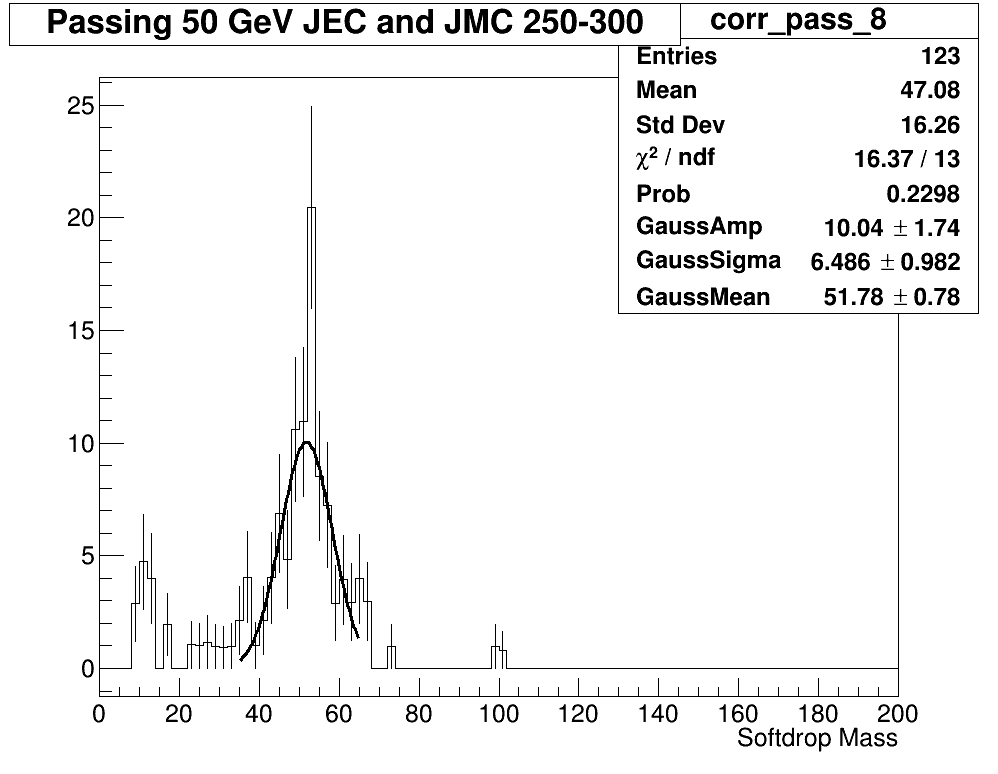 Passing 50 GeV JEC and JMC 250-300
corr_pass_8
Entries 123
Mean 47.08
Std Dev 16.26
χ² / ndf 16.37 / 13
Prob 0.2298
GaussAmp 10.04 ± 1.74
GaussSigma 6.486 ± 0.982
GaussMean 51.78 ± 0.78
25
20
15
10
5
0
0 20 40 60 80 100 120 140 160 180 200
Softdrop Mass